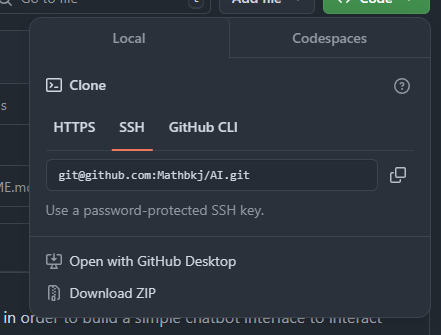 Go to file
t
Add file
Code
Local
Codespaces
Clone
HTTPS
SSH
GitHub CLI
s
git@github.com:Mathbkj/AI.git
ME.m
Use a password-protected SSH key.
Open with GitHub Desktop
Download ZIP
in order to build a simple chatbot interface to interact